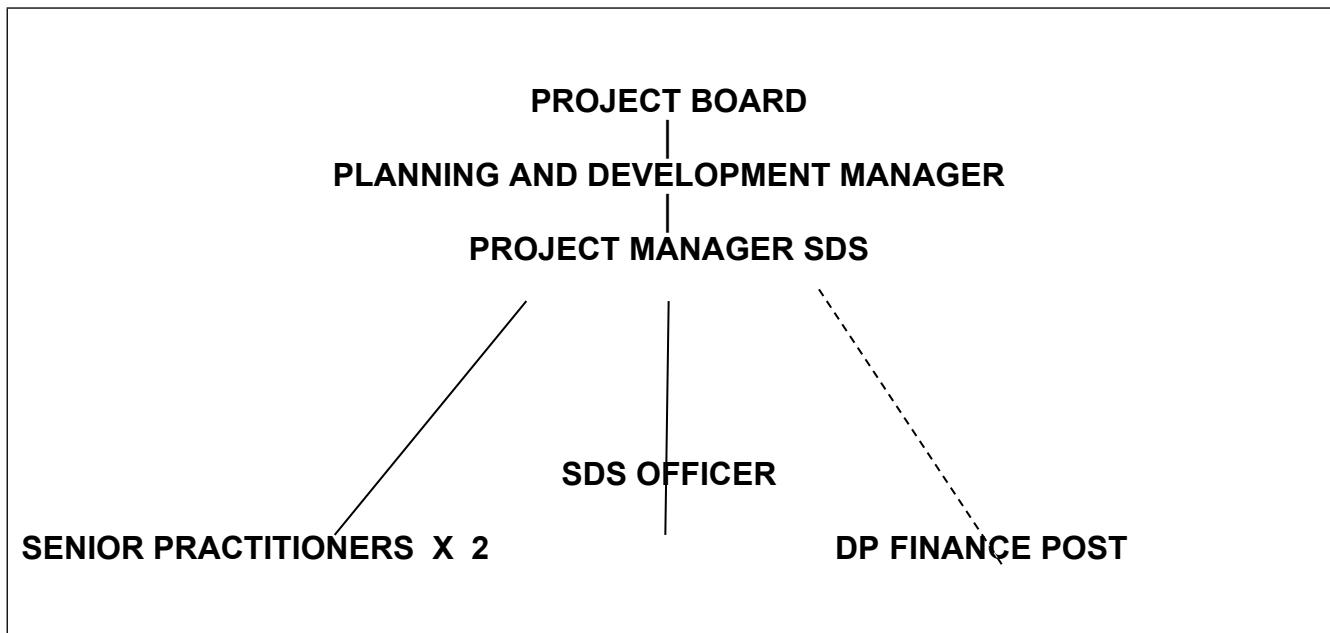 PROJECT BOARD
PLANNING AND DEVELOPMENT MANAGER
PROJECT MANAGER SDS
SDS OFFICER
SENIOR PRACTITIONERS X 2
DP FINANCE POST